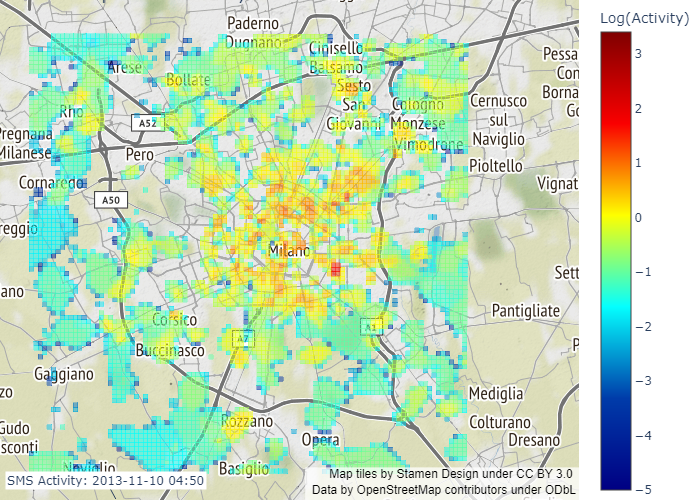 Log(Activity)
3
2
1
0
−1
−2
−3
−4
−5
Paderno
Dugnano
Cinisello
Balsamo
Arese
Bollate
Sesto
San
Giovanni
Cologno
Monzese
Cernusco
sul
Naviglio
Pessa
Con
Borna
Go
Rho
A52
Vimodrone
Pregnana
Milanese
Pero
Pioltello
Cornaredo
A50
Vignat
reggio
Milano
Sett
ano
Pantigliate
Corsico
A7
A1
Buccinasco
P
Gaggiano
Mediglia
zo
Rozzano
Colturano
Gudo
sconti
Opera
Dresano
Noviglio
Basiglio
SMS Activity: 2013-11-10 04:50
Map tiles by Stamen Design under CC BY 3.0
Data by OpenStreetMap contributors under ODbL